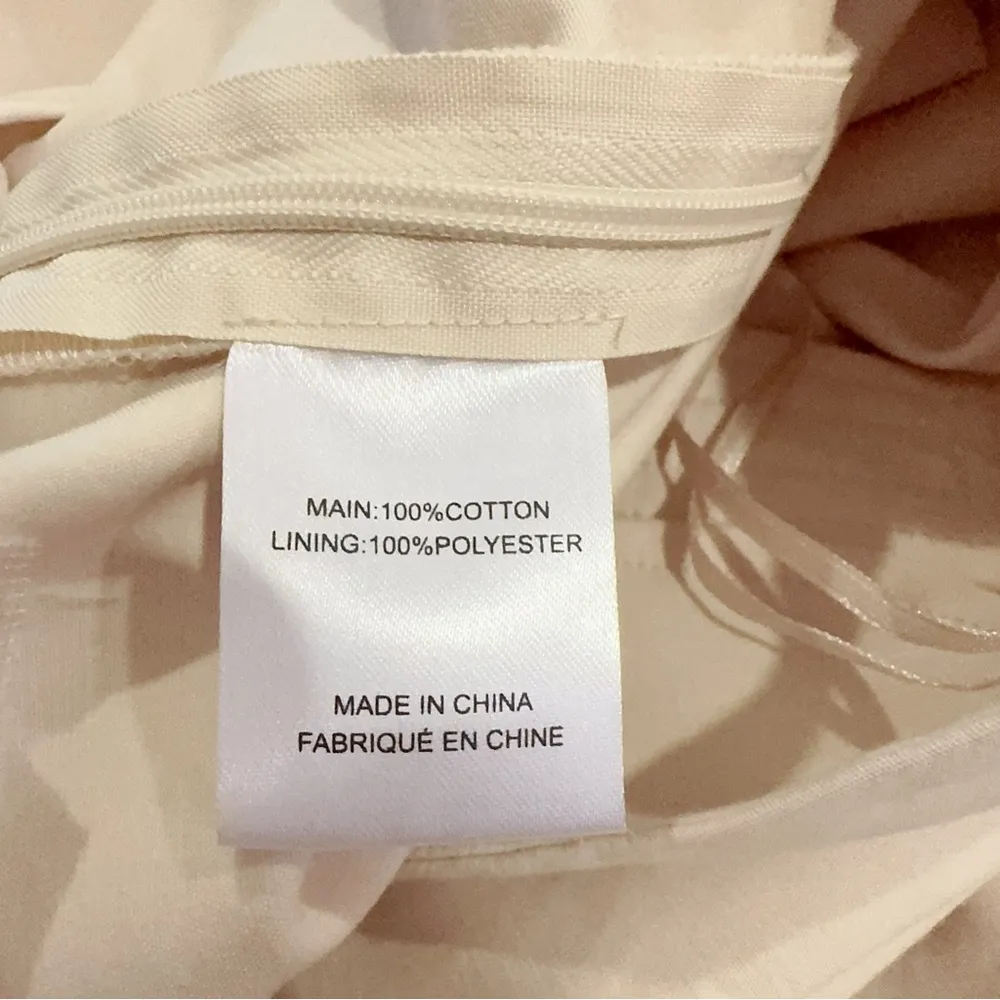 MAIN:100%COTTON
LINING:100%POLYESTER
MADE IN CHINA
FABRIQUÉ EN CHINE